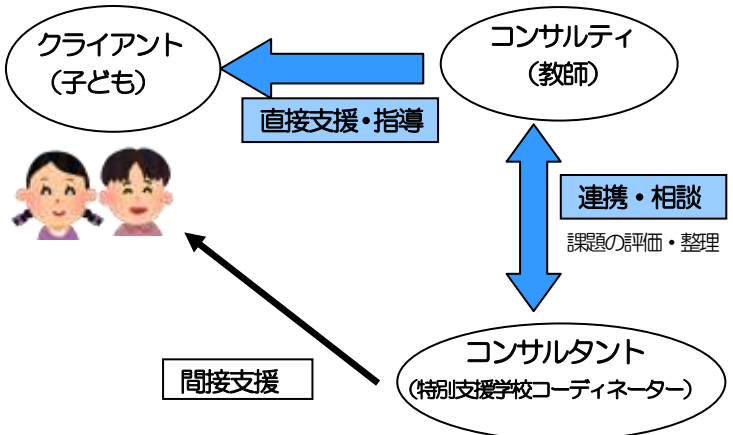 クライアント
（子ども）
コンサルティ
（教師）
直接支援・指導
連携・相談
課題の評価・整理
間接支援
コンサルタント
（特別支援学校コーディネーター）